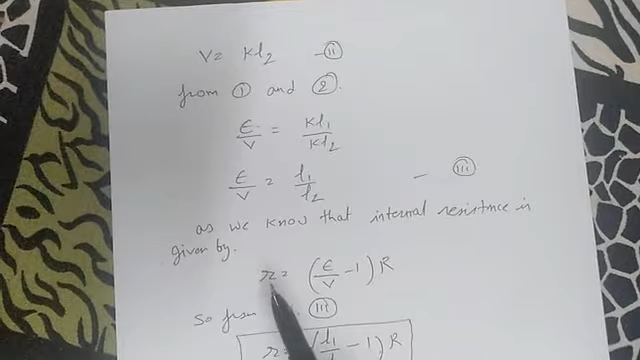 V = Kl₂ —(ii)
from ① and ②.
E/V = Kl₁/Kl₂
E/V = l₁/l₂ — (iii)
as we know that internal resistnce is
given by.
r = (E/V - 1) R
So from (iii)
r = (l₁/l - 1) R